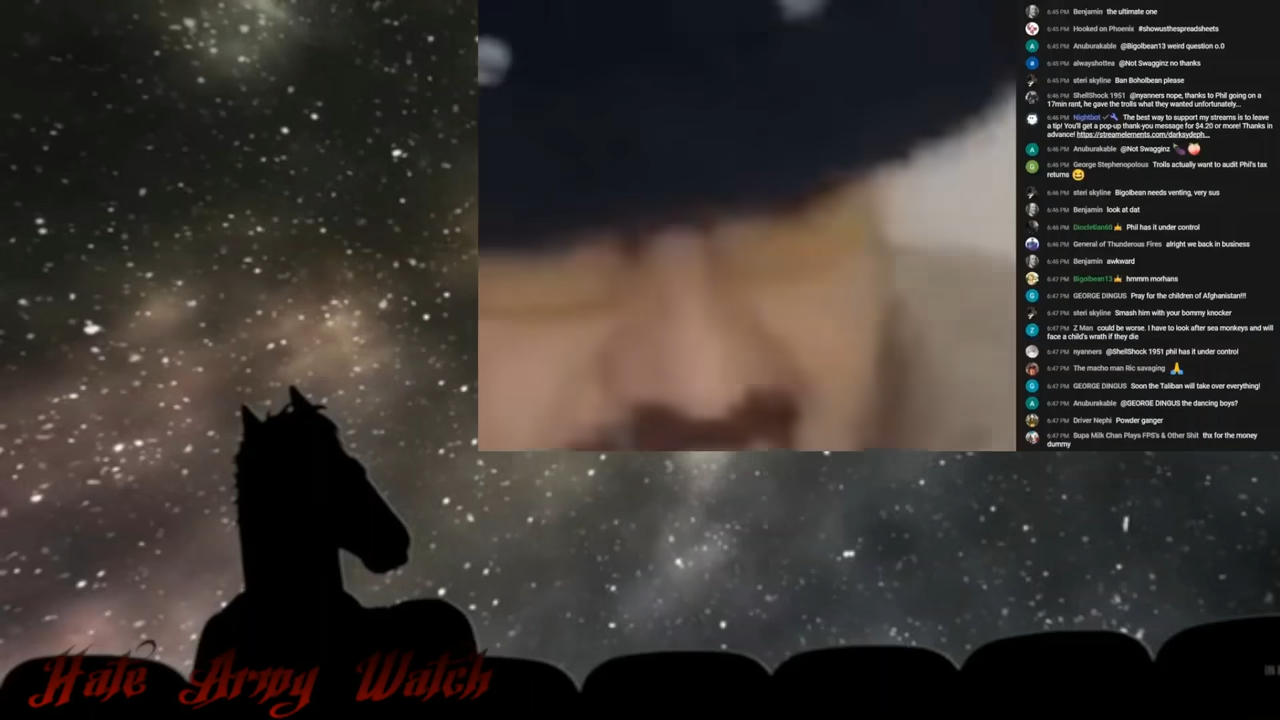 6:45 PM Benjamin the ultimate one
6:45 PM Hooked on Phoenix #showusthespreadsheets
6:45 PM Anuburakable @Bigolbean13 weird question o.0
6:45 PM alwayshottea @Not Swagginz no thanks
6:45 PM steri skyline Ban Boholbean please
6:46 PM ShellShock 1951 @nyanners nope, thanks to Phil going on a
17min rant, he gave the trolls what they wanted unfortunately...
6:46 PM Nightbot The best way to support my streams is to leave
a tip! You'll get a pop-up thank-you message for $4.20 or more! Thanks in
advance! https://streamelements.com/darksydeph...
6:46 PM Anuburakable @Not Swagginz 🍆 🍑
6:46 PM George Stephenopolous Trolls actually want to audit Phil's tax
returns 😆
6:46 PM steri skyline Bigolbean needs venting, very sus
6:46 PM Benjamin look at dat
6:46 PM Diocletian60 Phil has it under control
6:46 PM General of Thunderous Fires alright we back in business
6:46 PM Benjamin awkward
6:47 PM Bigolbean13 hmmm morhans
6:47 PM GEORGE DINGUS Pray for the children of Afghanistan!!!
6:47 PM steri skyline Smash him with your bommy knocker
6:47 PM Z Man could be worse. I have to look after sea monkeys and will
face a child's wrath if they die
6:47 PM nyanners @ShellShock 1951 phil has it under control
6:47 PM The macho man Ric savaging 🙏
6:47 PM GEORGE DINGUS Soon the Taliban will take over everything!
6:47 PM Anuburakable @GEORGE DINGUS the dancing boys?
6:47 PM Driver Nephi Powder ganger
6:47 PM Supa Milk Chan Plays FPS's & Other Shit thx for the money
dummy
Hate Army Watch